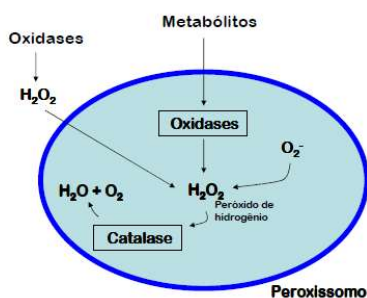 Metabólitos
Oxidases
H₂O₂
Oxidases
O₂⁻
H₂O + O₂
H₂O₂
Peróxido de
hidrogênio
Catalase
Peroxissomo